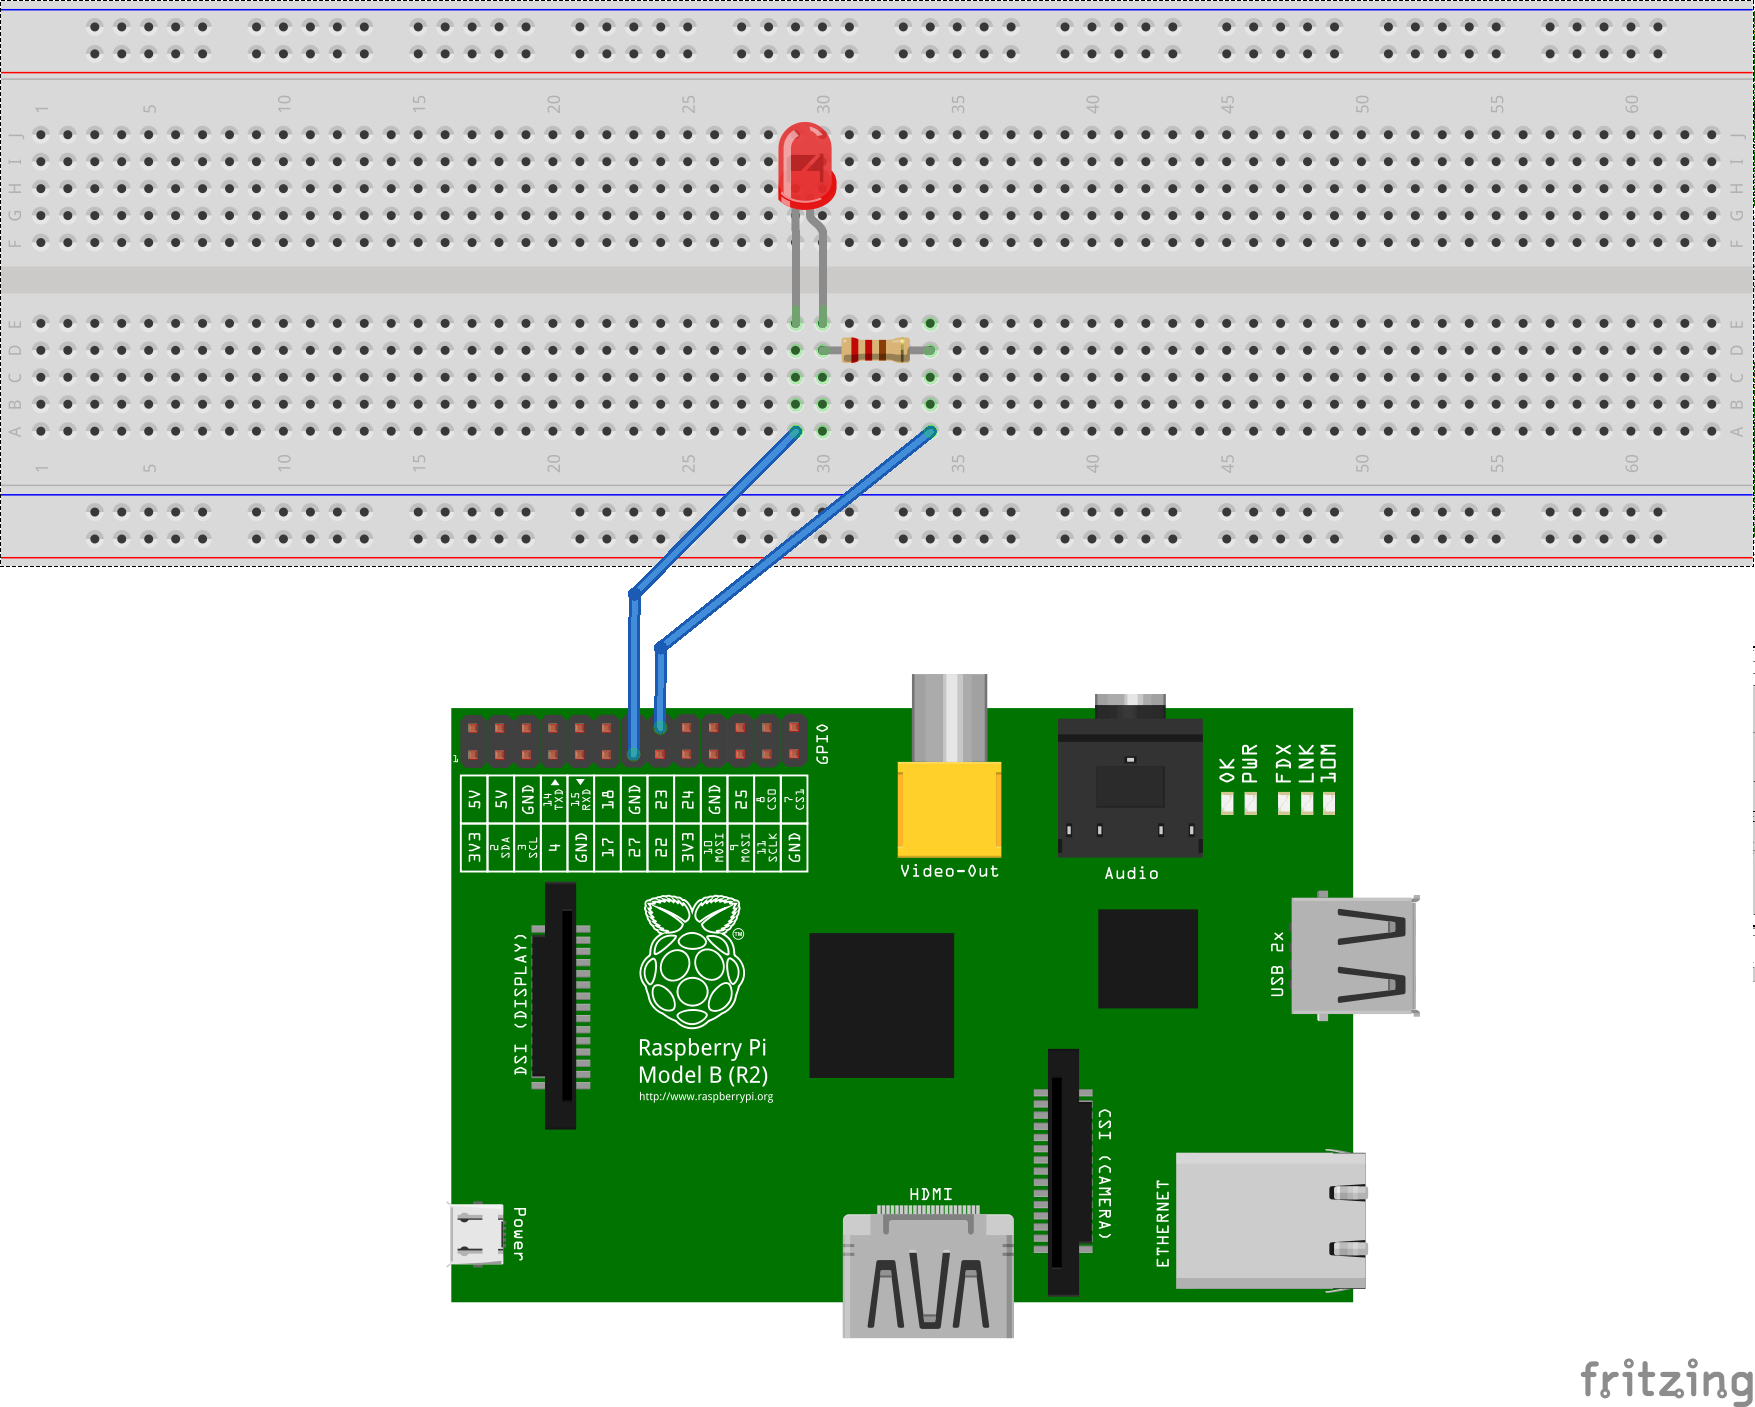 1 5 10 15 20 25 30 35 40 45 50 55 60
J J
I I
H H
G G
F F
E E
D D
C C
B B
A A
1 5 10 15 20 25 30 35 40 45 50 55 60
1
GPIO
5V 5V GND 14 TXD 15 RXD 18 GND 23 24 GND 25 8 CS0 7 CS1
3V3 2 SDA 3 SCL 4 GND 17 27 22 3V3 10 MOSI 9 MOSI 11 SCLK GND
OK PWR FDX LNK 10M
Video-Out
Audio
DSI (DISPLAY)
TM
Raspberry Pi
Model B (R2)
http://www.raspberrypi.org
USB 2x
CSI (CAMERA)
HDMI
ETHERNET
Power
fritzing